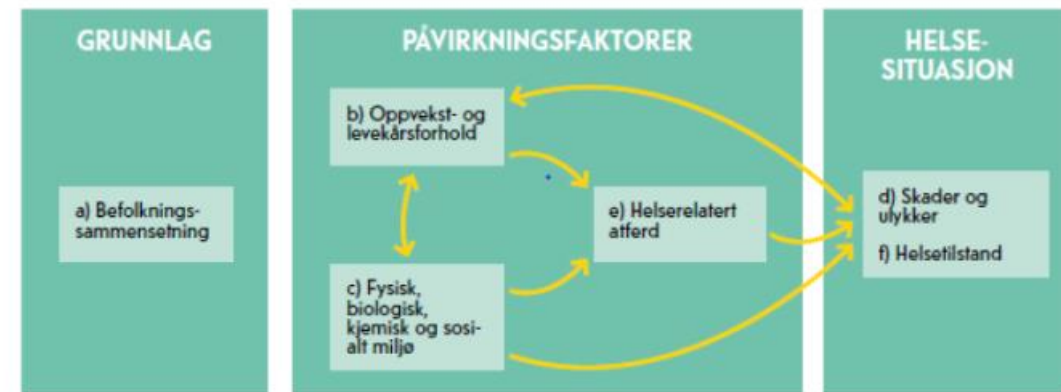 GRUNNLAG
a) Befolknings-
sammensetning
PÅVIRKNINGSFAKTORER
b) Oppvekst- og
levekårsforhold
c) Fysisk,
biologisk,
kjemisk og sosi-
alt miljø
e) Helserelatert
atferd
HELSE-
SITUASJON
d) Skader og
ulykker
f) Helsetilstand